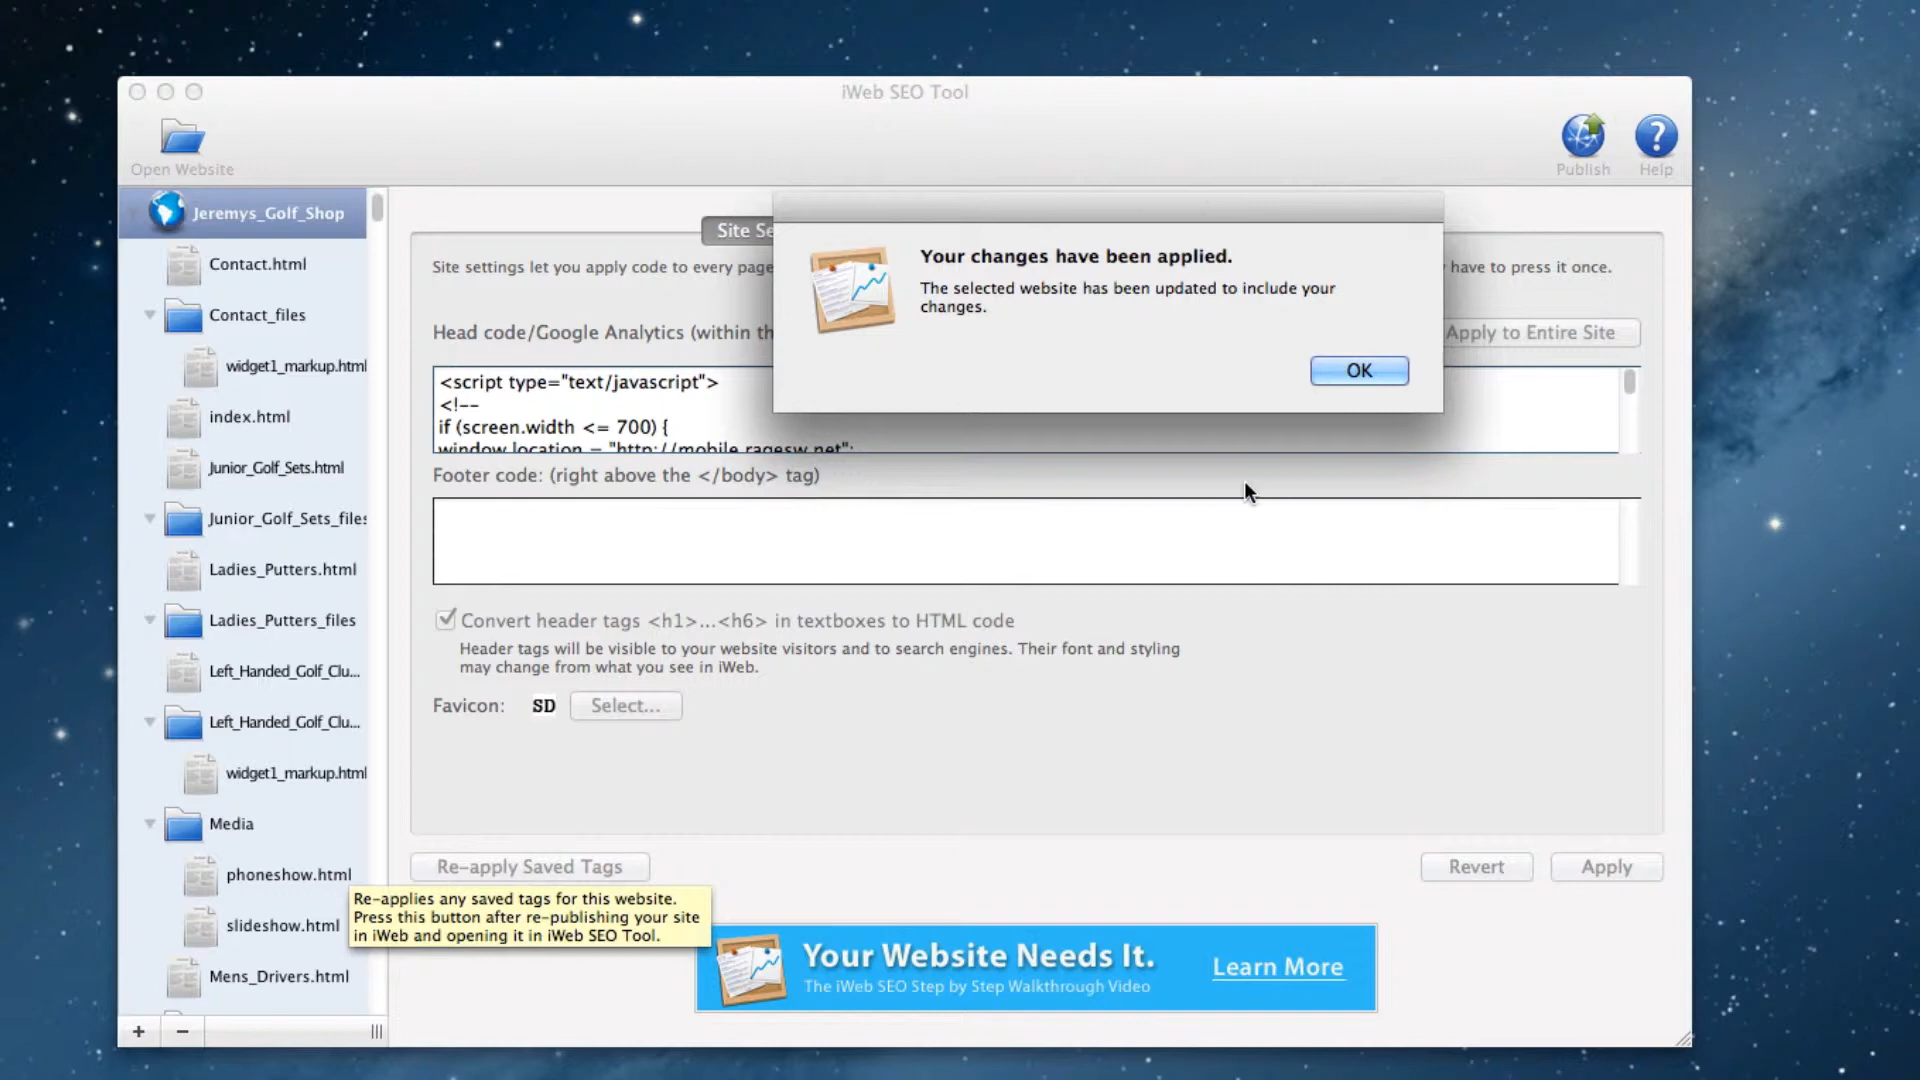 iWeb SEO Tool
Open Website
Publish
Help
Jeremys_Golf_Shop
Contact.html
Contact_files
widget1_markup.html
index.html
Junior_Golf_Sets.html
Junior_Golf_Sets_files
Ladies_Putters.html
Ladies_Putters_files
Left_Handed_Golf_Clu...
Left_Handed_Golf_Clu...
widget1_markup.html
Media
phoneshow.html
slideshow.html
Mens_Drivers.html
Site Se
Site settings let you apply code to every page
have to press it once.
Your changes have been applied.
The selected website has been updated to include your
changes.
OK
Head code/Google Analytics (within th
Apply to Entire Site
<script type="text/javascript">
<!--
if (screen.width <= 700) {
window.location = "http://mobile.ragesw.net";
Footer code: (right above the </body> tag)
Convert header tags <h1>...<h6> in textboxes to HTML code
Header tags will be visible to your website visitors and to search engines. Their font and styling
may change from what you see in iWeb.
Favicon:
SD
Select...
Re-apply Saved Tags
Revert
Apply
Re-applies any saved tags for this website.
Press this button after re-publishing your site
in iWeb and opening it in iWeb SEO Tool.
Your Website Needs It.
The iWeb SEO Step by Step Walkthrough Video
Learn More